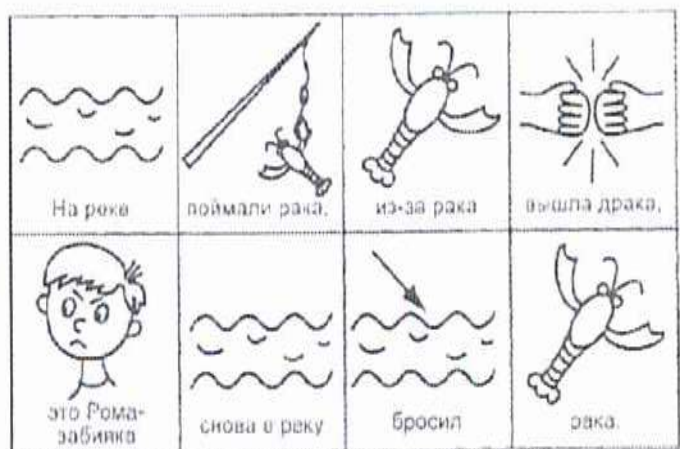 На реке
поймали рака,
из-за рака
вышла драка,
это Рома-
забияка
снова в реку
бросил
рака.